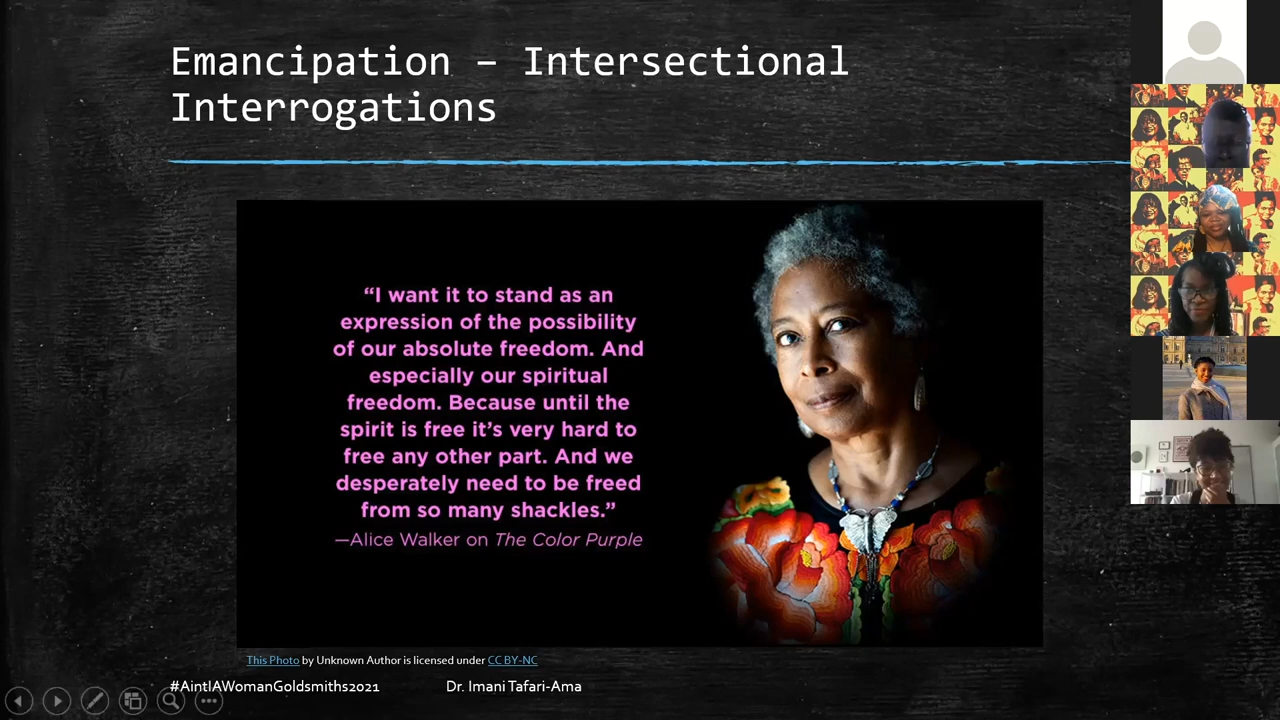 Emancipation – Intersectional
Interrogations
“I want it to stand as an
expression of the possibility
of our absolute freedom. And
especially our spiritual
freedom. Because until the
spirit is free it’s very hard to
free any other part. And we
desperately need to be freed
from so many shackles.”
—Alice Walker on The Color Purple
This Photo by Unknown Author is licensed under CC BY-NC
#AintIAWomanGoldsmiths2021 Dr. Imani Tafari-Ama